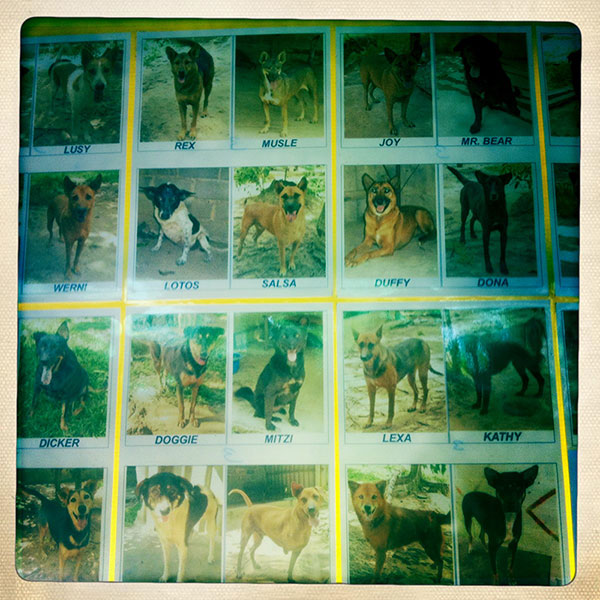 LUSY REX MUSLE JOY MR. BEAR
WERNI LOTOS SALSA DUFFY DONA
DICKER DOGGIE MITZI LEXA KATHY